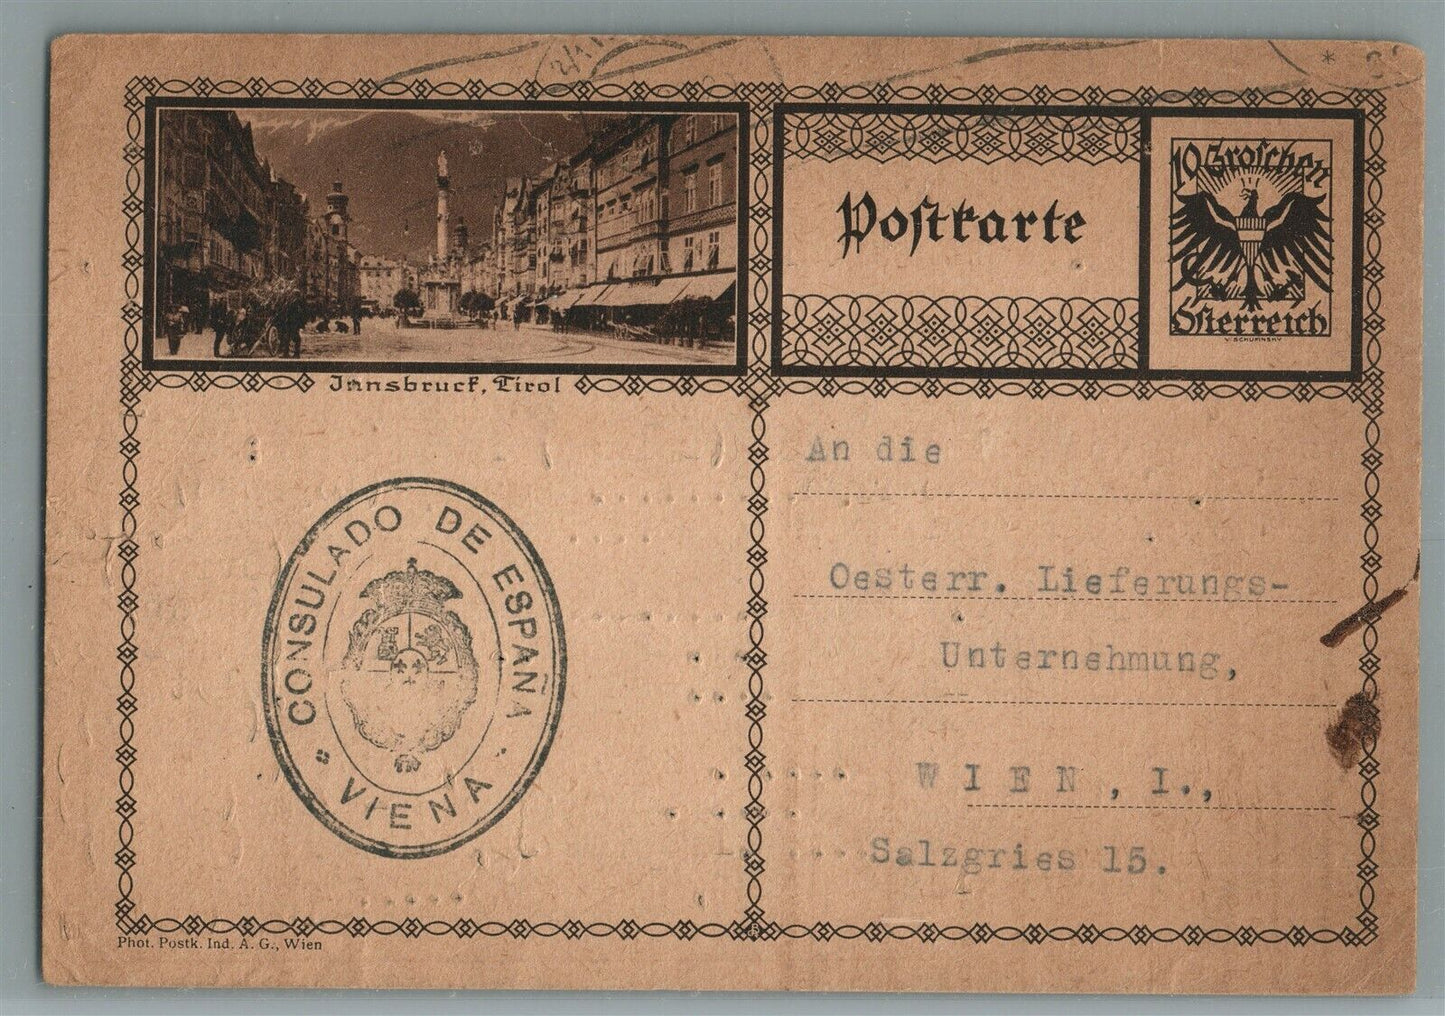 Postkarte
10 Groschen
Österreich
V. SCHUFINSKY
Innsbruck, Tirol
An die
Oesterr. Lieferungs-
Unternehmung,
WIEN, I.,
Salzgries 15.
CONSULADO DE ESPAÑA
VIENA
Phot. Postk. Ind. A. G., Wien